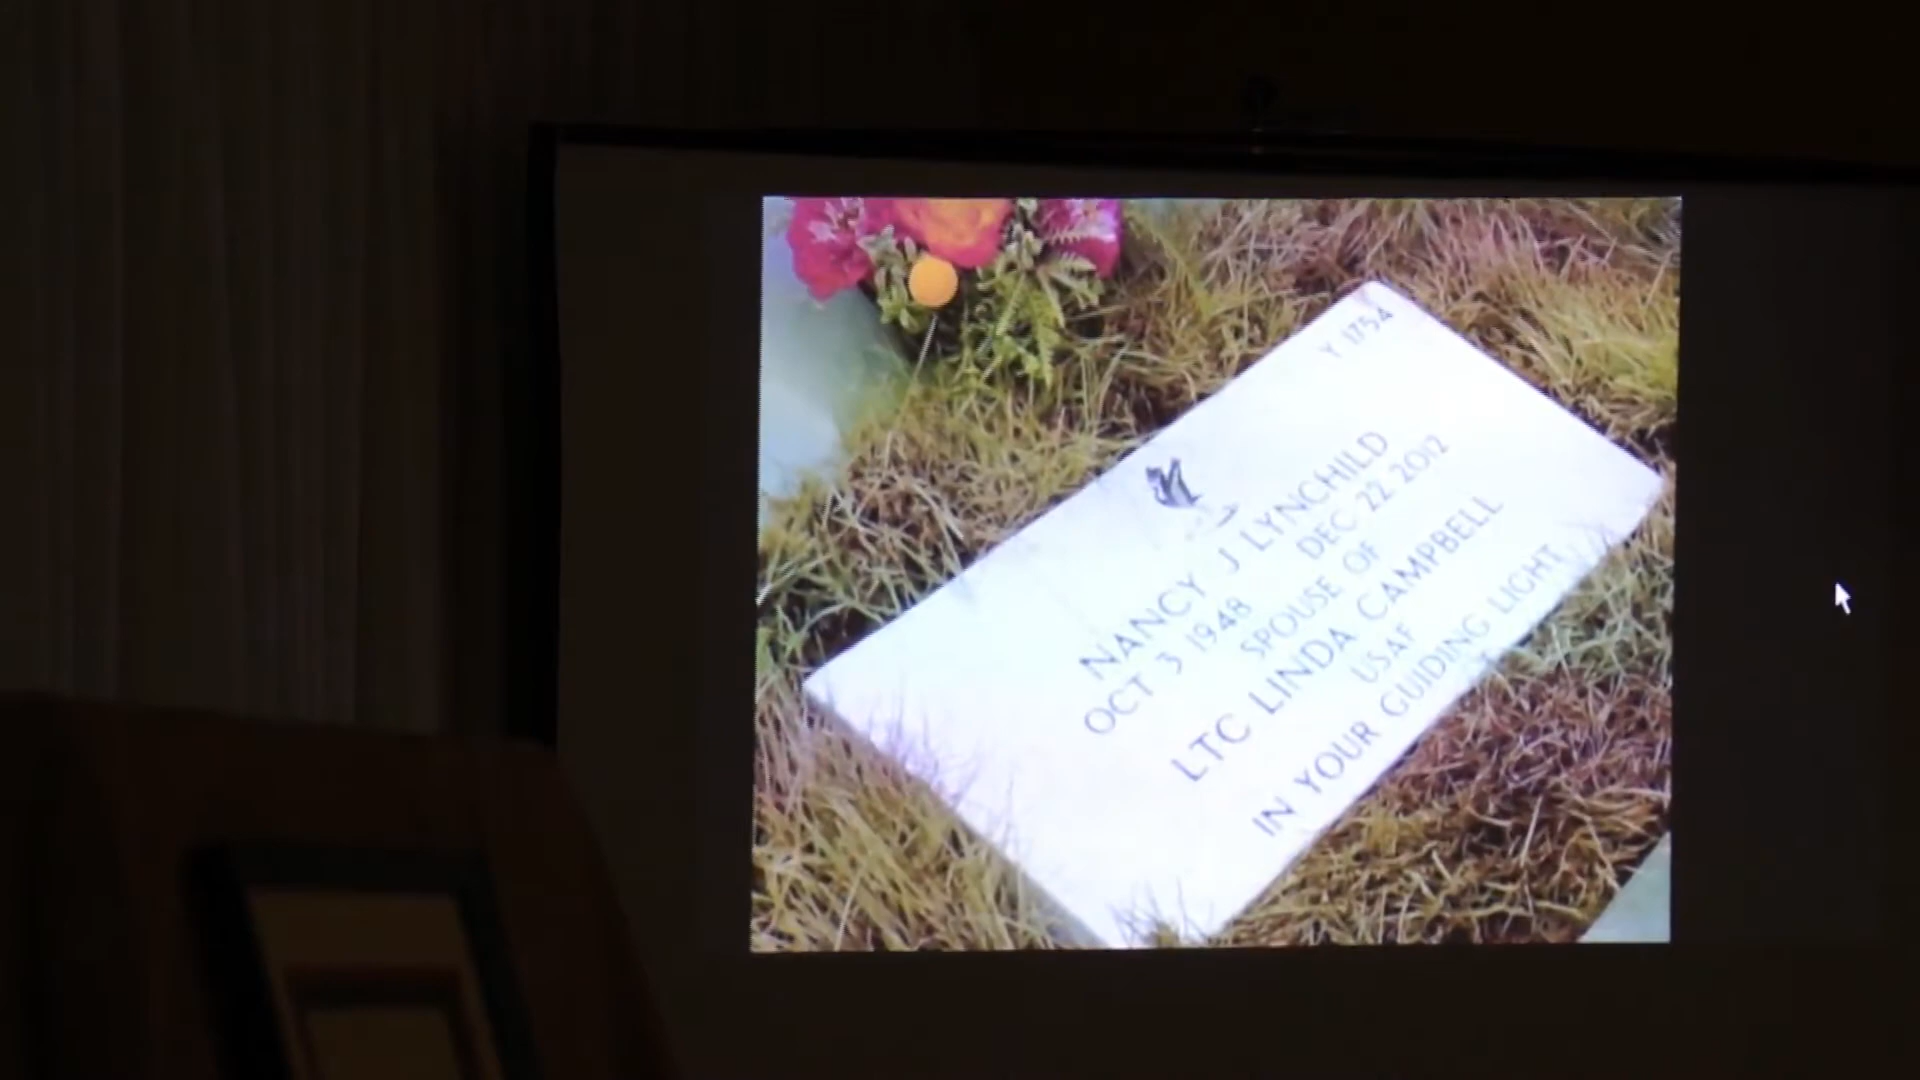 Y 1754
NANCY J LYNCHILD
OCT 3 1948 DEC 22 2012
SPOUSE OF
LTC LINDA CAMPBELL
USAF
IN YOUR GUIDING LIGHT